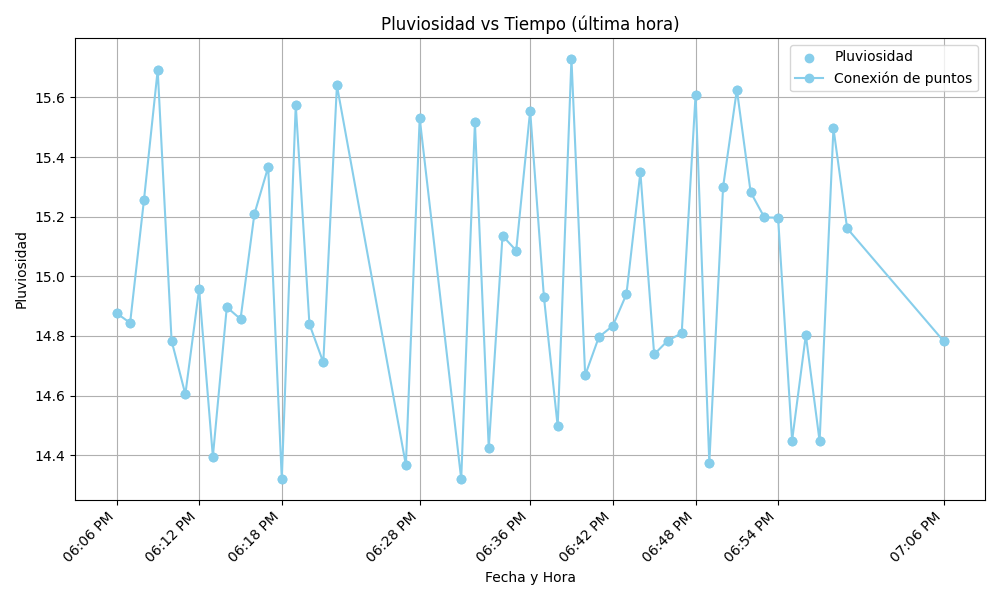 Pluviosidad vs Tiempo (última hora)
Pluviosidad
Conexión de puntos
Pluviosidad
15.6
15.4
15.2
15.0
14.8
14.6
14.4
06:06 PM
06:12 PM
06:18 PM
06:28 PM
06:36 PM
06:42 PM
06:48 PM
06:54 PM
07:06 PM
Fecha y Hora